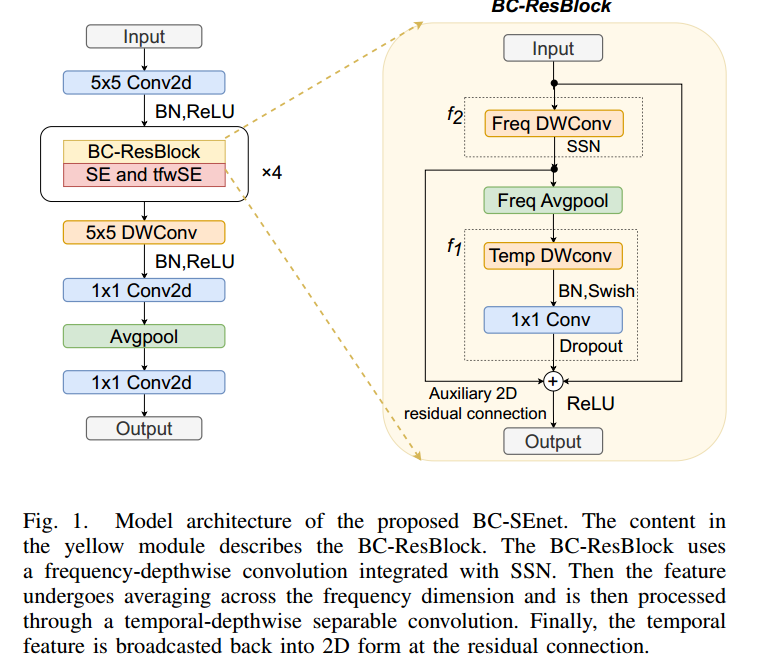 BC-ResBlock
Input
5x5 Conv2d
BN,ReLU
BC-ResBlock
SE and tfwSE
×4
5x5 DWConv
BN,ReLU
1x1 Conv2d
Avgpool
1x1 Conv2d
Output
Input
f2
Freq DWConv
SSN
Freq Avgpool
f1
Temp DWconv
BN,Swish
1x1 Conv
Dropout
+
Auxiliary 2D
residual connection
ReLU
Output
Fig. 1. Model architecture of the proposed BC-SEnet. The content in
the yellow module describes the BC-ResBlock. The BC-ResBlock uses
a frequency-depthwise convolution integrated with SSN. Then the feature
undergoes averaging across the frequency dimension and is then processed
through a temporal-depthwise separable convolution. Finally, the temporal
feature is broadcasted back into 2D form at the residual connection.